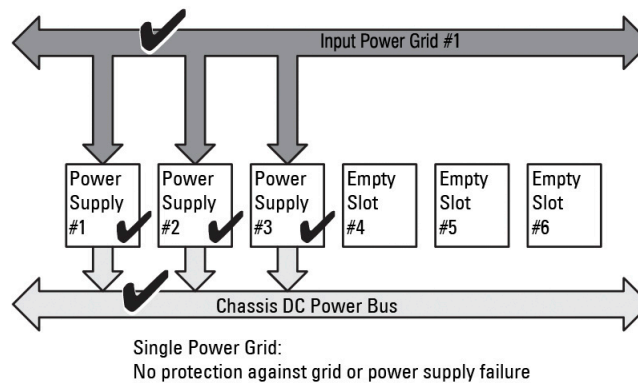 Input Power Grid #1
Power
Supply
#1
Power
Supply
#2
Power
Supply
#3
Empty
Slot
#4
Empty
Slot
#5
Empty
Slot
#6
Chassis DC Power Bus
Single Power Grid:
No protection against grid or power supply failure